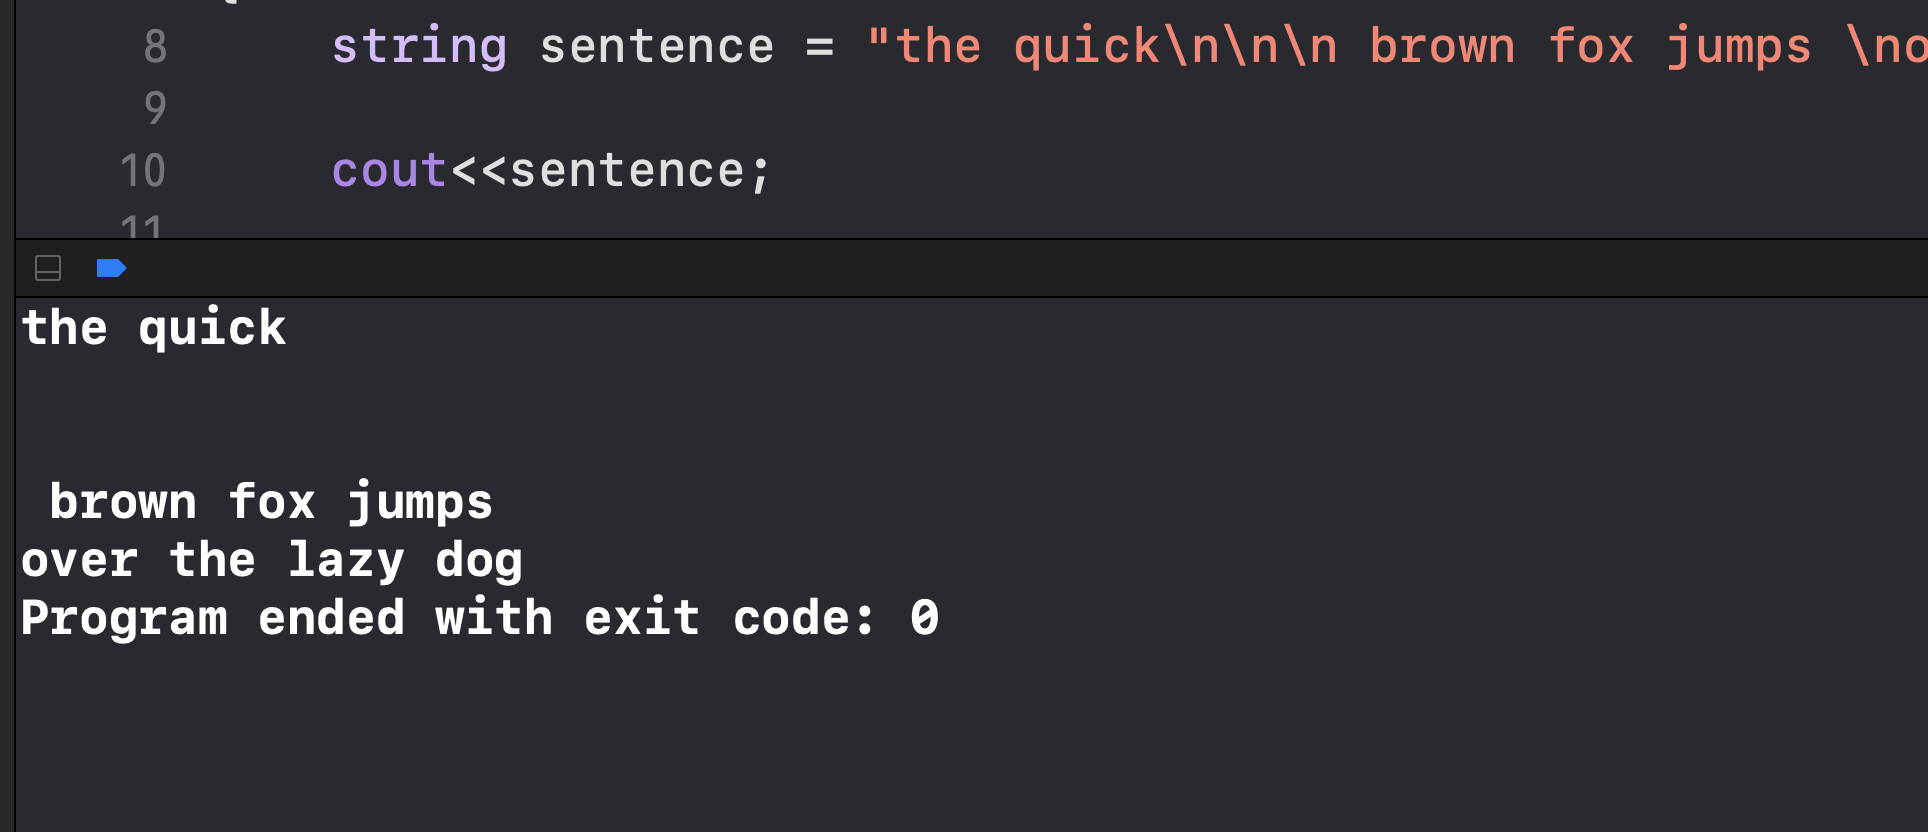 8 string sentence = "the quick\n\n\n brown fox jumps \no
9
10 cout<<sentence;
11
the quick
 brown fox jumps
over the lazy dog
Program ended with exit code: 0